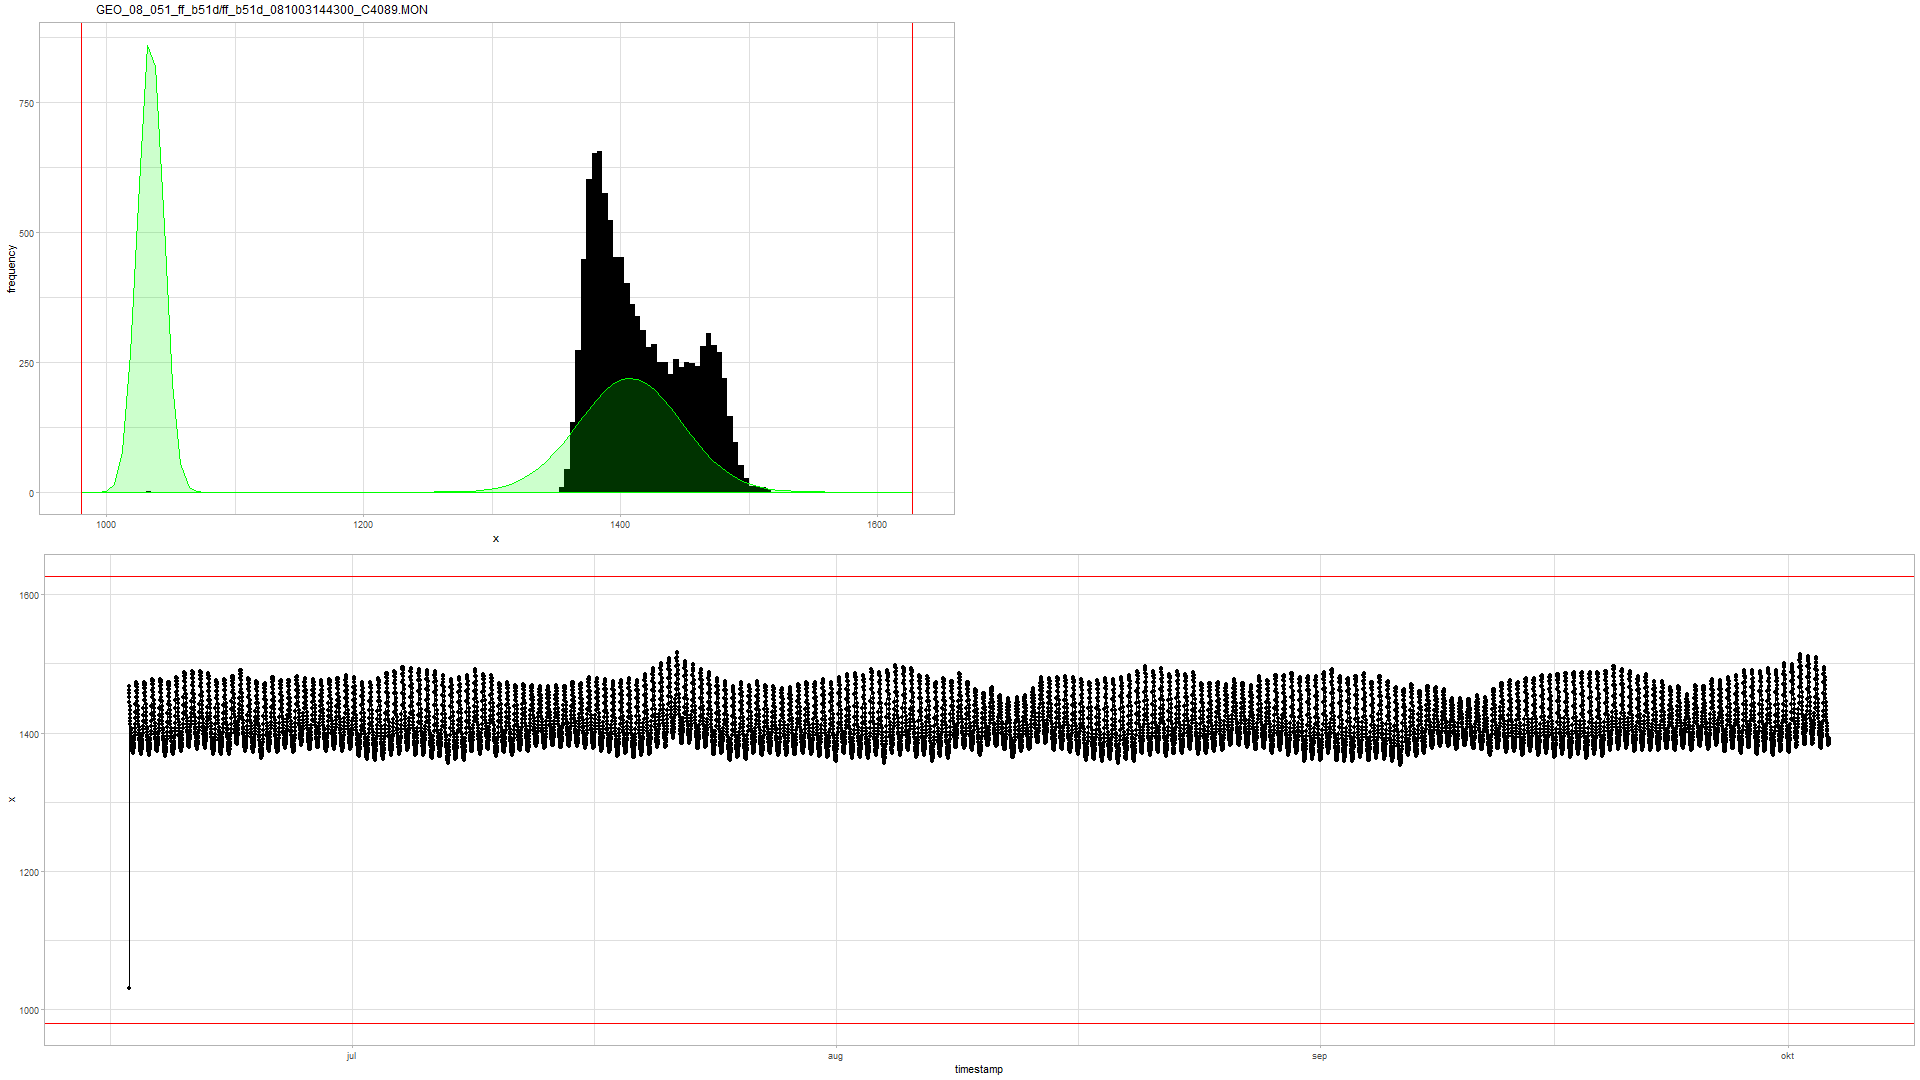 GEO_08_051_ff_b51d/ff_b51d_081003144300_C4089.MON
750
500
250
0
frequency
1000 1200 1400 1600
x
1600
1400
1200
1000
x
jul aug sep okt
timestamp